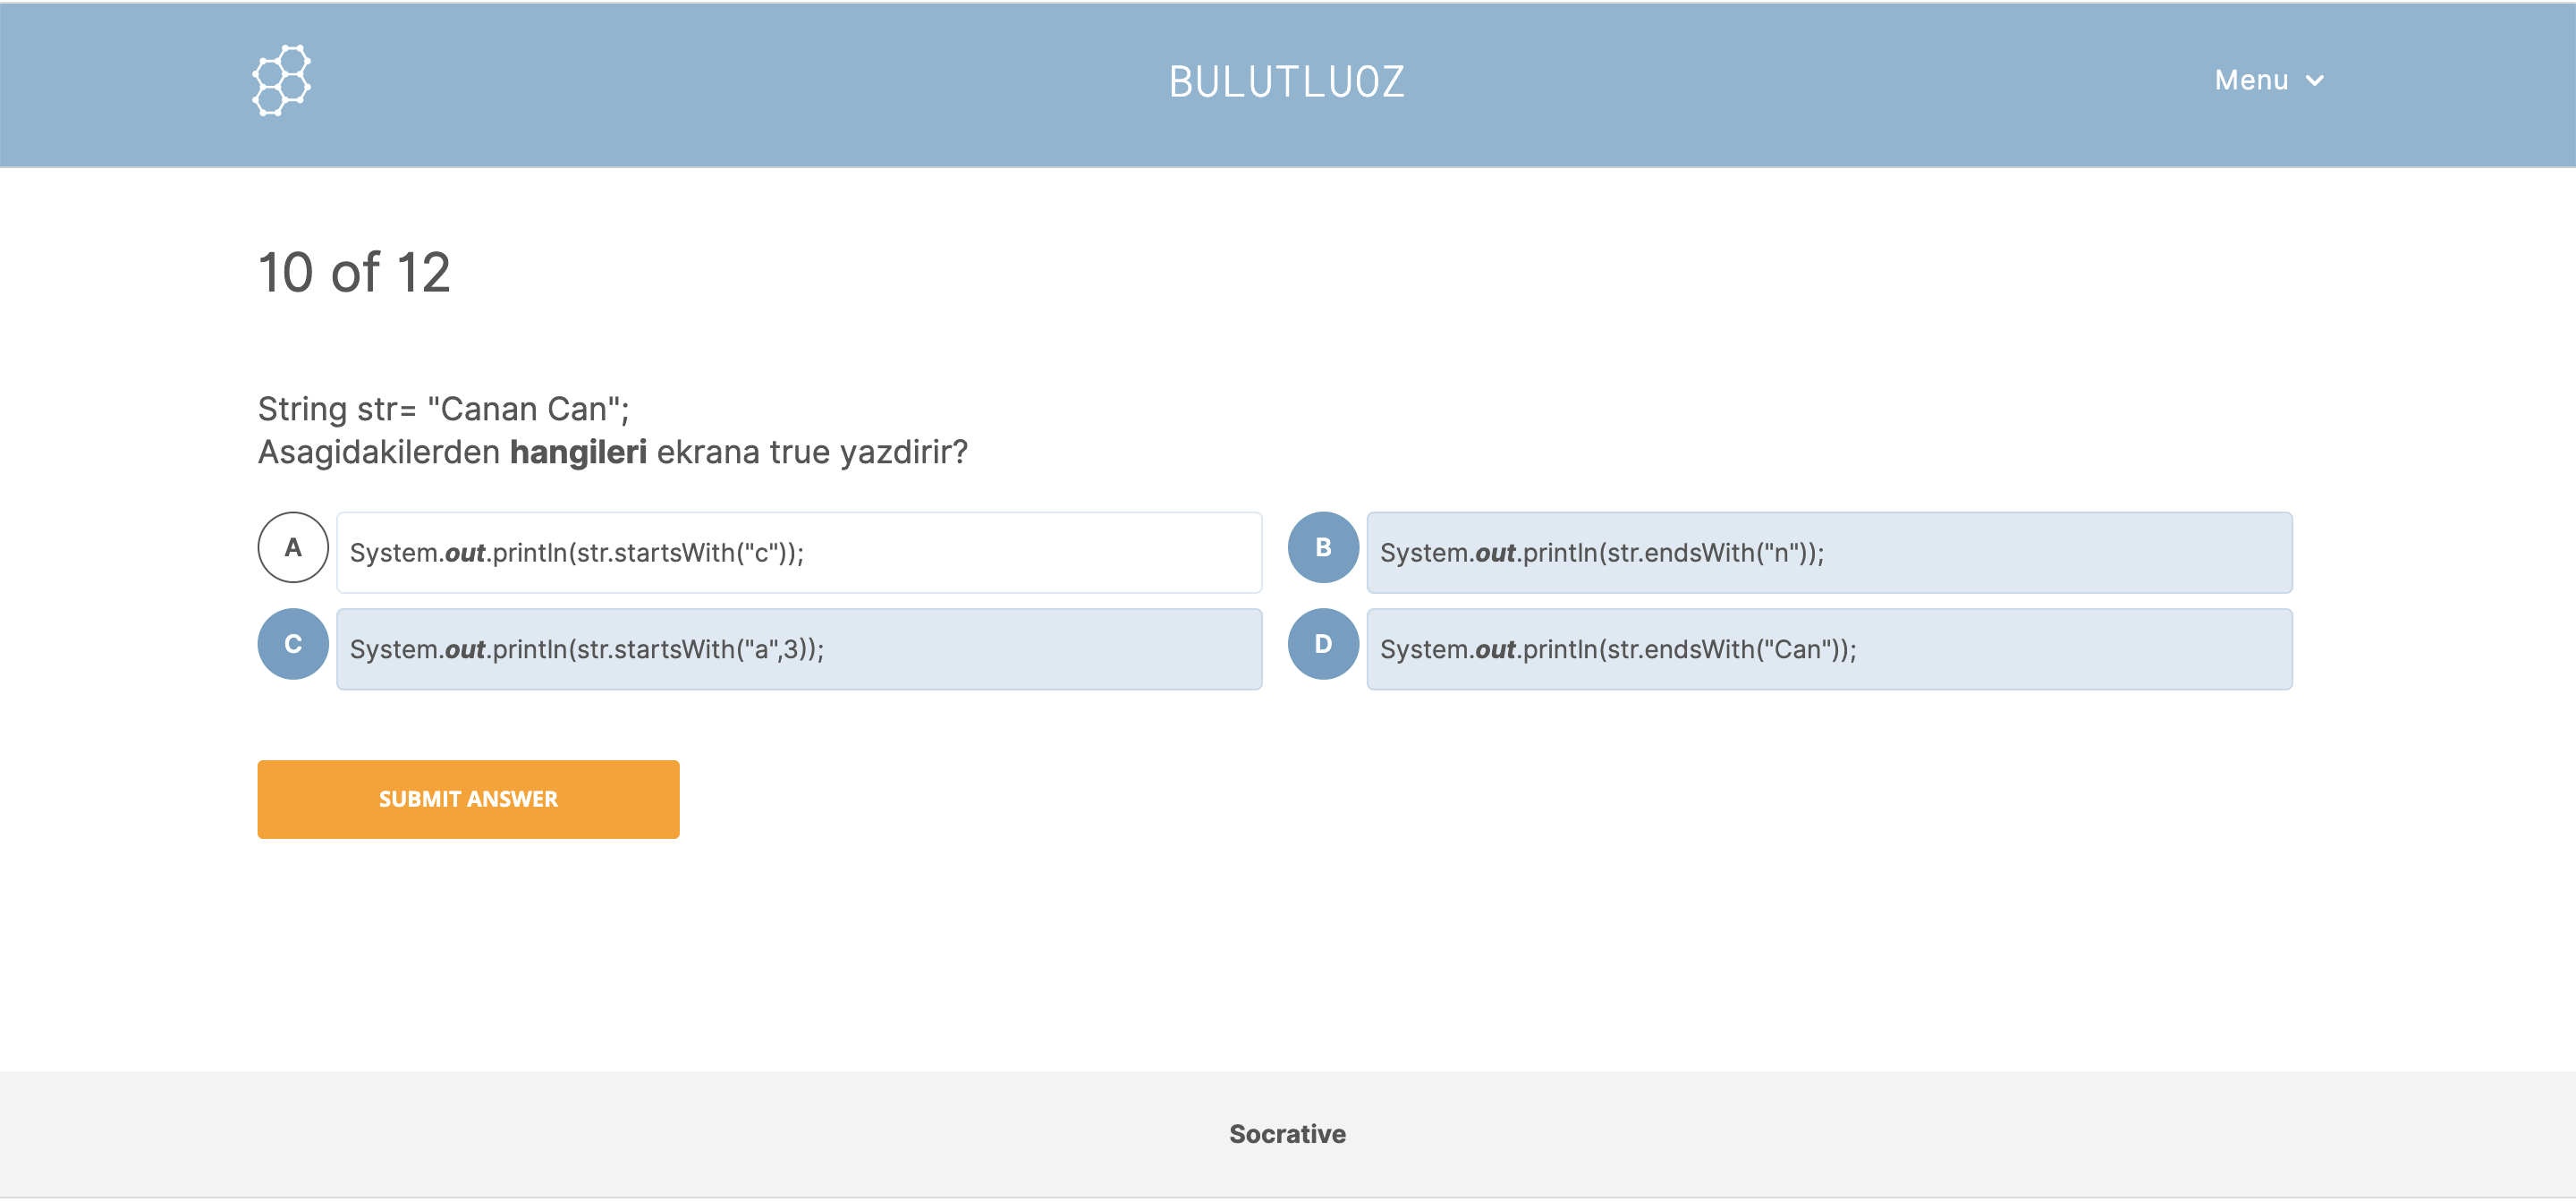 BULUTLUOZ
Menu
10 of 12
String str= "Canan Can";
Asagidakilerden hangileri ekrana true yazdirir?
A System.out.println(str.startsWith("c"));
B System.out.println(str.endsWith("n"));
C System.out.println(str.startsWith("a",3));
D System.out.println(str.endsWith("Can"));
SUBMIT ANSWER
Socrative